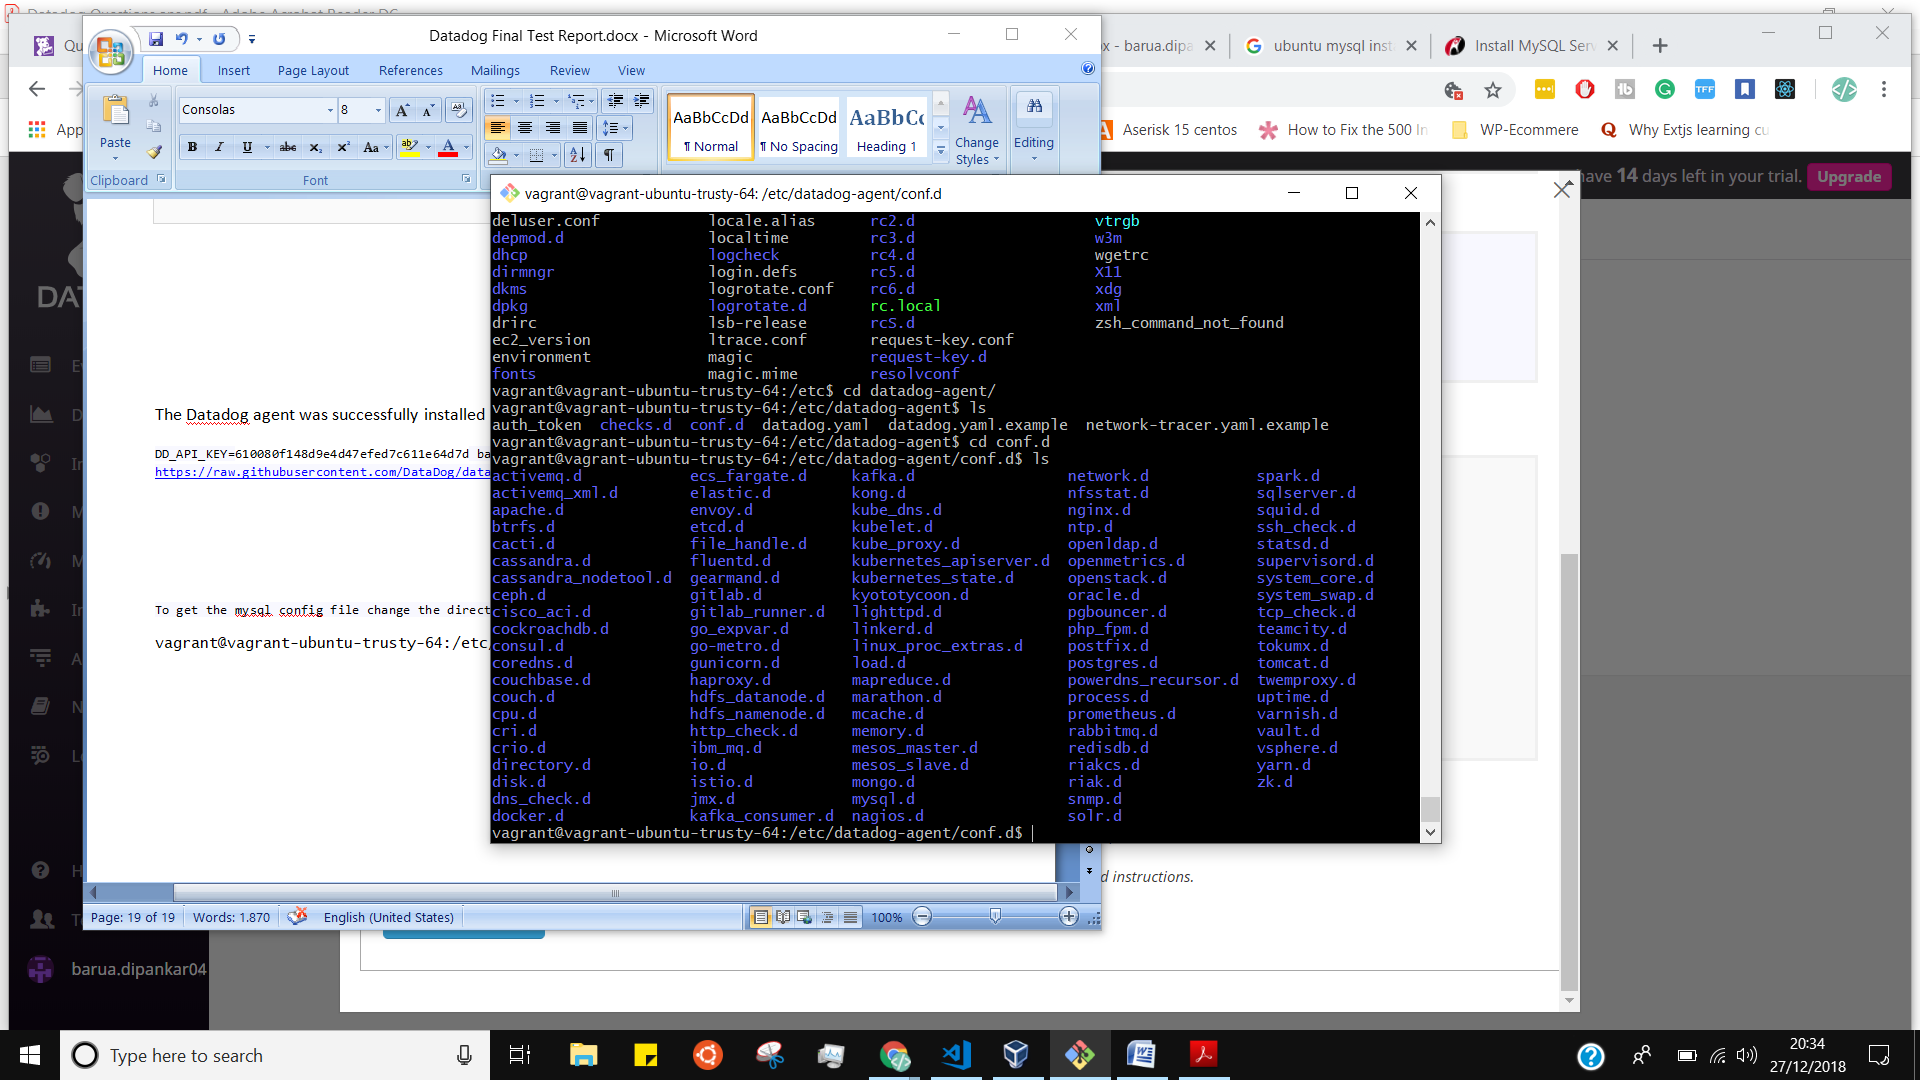 Datadog Final Test Report.docx - Microsoft Word
Home Insert Page Layout References Mailings Review View
Paste
Clipboard
Consolas 8
Font
AaBbCcDd AaBbCcDd AaBbCc
¶ Normal ¶ No Spacing Heading 1
Change Styles
Editing
ox - barua.dipa
ubuntu mysql inst
Install MySQL Serv
App
Aserisk 15 centos
How to Fix the 500 In
WP-Ecommere
Why Extjs learning cu
have 14 days left in your trial. Upgrade
The Datadog agent was successfully installed
DD_API_KEY=610080f148d9e4d47efed7c611e64d7d ba
https://raw.githubusercontent.com/DataDog/data
To get the mysql config file change the direct
vagrant@vagrant-ubuntu-trusty-64:/etc/
vagrant@vagrant-ubuntu-trusty-64: /etc/datadog-agent/conf.d
deluser.conf locale.alias rc2.d vtrgb
depmod.d localtime rc3.d w3m
dhcp logcheck rc4.d wgetrc
dirmngr login.defs rc5.d X11
dkms logrotate.conf rc6.d xdg
dpkg logrotate.d rc.local xml
drirc lsb-release rcS.d zsh_command_not_found
ec2_version ltrace.conf request-key.conf
environment magic request-key.d
fonts magic.mime resolvconf
vagrant@vagrant-ubuntu-trusty-64:/etc$ cd datadog-agent/
vagrant@vagrant-ubuntu-trusty-64:/etc/datadog-agent$ ls
auth_token checks.d conf.d datadog.yaml datadog.yaml.example network-tracer.yaml.example
vagrant@vagrant-ubuntu-trusty-64:/etc/datadog-agent$ cd conf.d
vagrant@vagrant-ubuntu-trusty-64:/etc/datadog-agent/conf.d$ ls
activemq.d ecs_fargate.d kafka.d network.d spark.d
activemq_xml.d elastic.d kong.d nfsstat.d sqlserver.d
apache.d envoy.d kube_dns.d nginx.d squid.d
btrfs.d etcd.d kubelet.d ntp.d ssh_check.d
cacti.d file_handle.d kube_proxy.d openldap.d statsd.d
cassandra.d fluentd.d kubernetes_apiserver.d openmetrics.d supervisord.d
cassandra_nodetool.d gearmand.d kubernetes_state.d openstack.d system_core.d
ceph.d gitlab.d kyototycoon.d oracle.d system_swap.d
cisco_aci.d gitlab_runner.d lighttpd.d pgbouncer.d tcp_check.d
cockroachdb.d go_expvar.d linkerd.d php_fpm.d teamcity.d
consul.d go-metro.d linux_proc_extras.d postfix.d tokumx.d
coredns.d gunicorn.d load.d postgres.d tomcat.d
couchbase.d haproxy.d mapreduce.d powerdns_recursor.d twemproxy.d
couch.d hdfs_datanode.d marathon.d process.d uptime.d
cpu.d hdfs_namenode.d mcache.d prometheus.d varnish.d
cri.d http_check.d memory.d rabbitmq.d vault.d
crio.d ibm_mq.d mesos_master.d redisdb.d vsphere.d
directory.d io.d mesos_slave.d riakcs.d yarn.d
disk.d istio.d mongo.d riak.d zk.d
dns_check.d jmx.d mysql.d snmp.d
docker.d kafka_consumer.d nagios.d solr.d
vagrant@vagrant-ubuntu-trusty-64:/etc/datadog-agent/conf.d$
d instructions.
Page: 19 of 19 Words: 1.870 English (United States) 100%
barua.dipankar04
Type here to search
20:34
27/12/2018